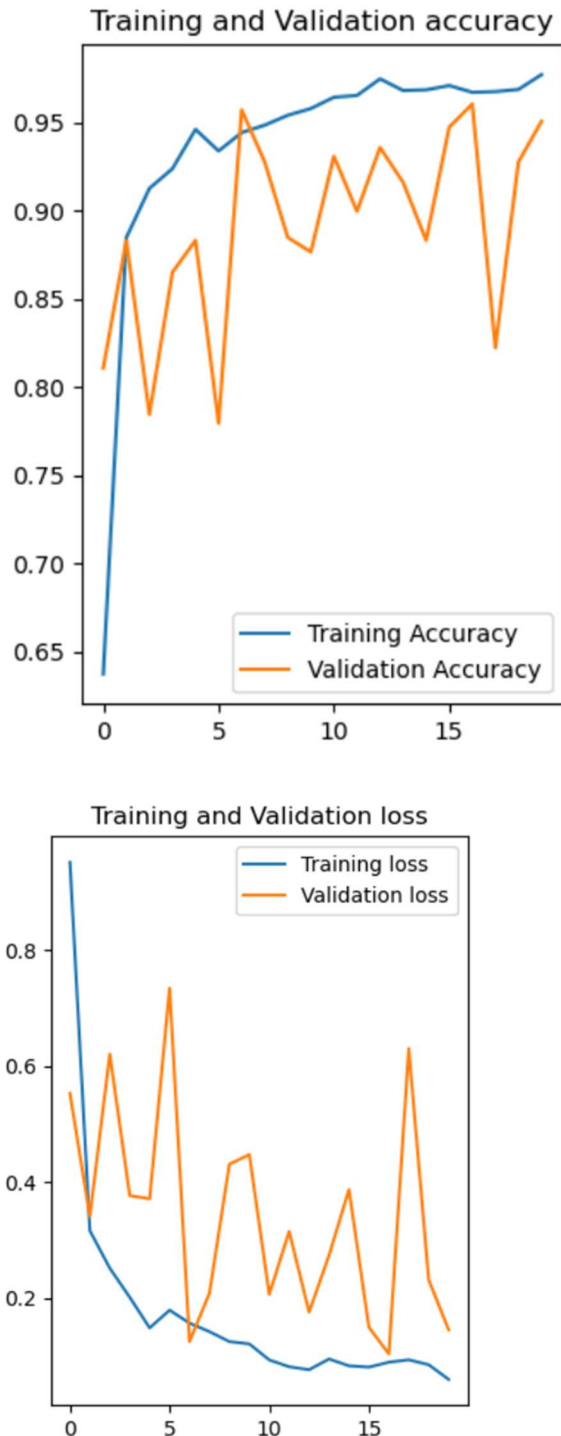 Training and Validation accuracy
0.95
0.90
0.85
0.80
0.75
0.70
0.65
Training Accuracy
Validation Accuracy
0 5 10 15
Training and Validation loss
Training loss
Validation loss
0.8
0.6
0.4
0.2
0 5 10 15